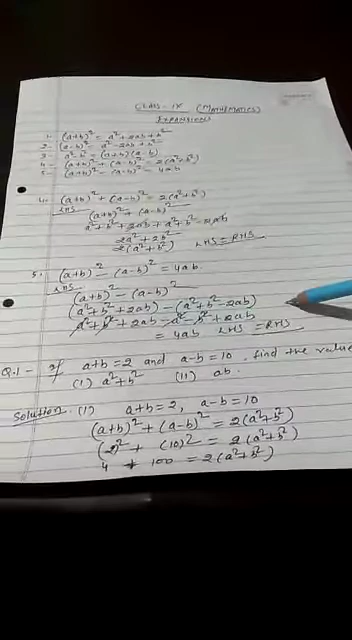 CLASS-IX (MATHEMATICS)
EXPANSIONS
1- (a+b)² = a²+2ab+b²
2- (a-b)² = a²-2ab+b²
3- a²-b² = (a+b)(a-b)
4- (a+b)²+(a-b)² = 2(a²+b²)
5- (a+b)²-(a-b)² = 4ab
4. (a+b)²+(a-b)² = 2(a²+b²)
LHS (a+b)²+(a-b)²
a²+b²+2ab+a²+b²-2ab
2a²+2b²
2(a²+b²) LHS=RHS
5. (a+b)²-(a-b)² = 4ab.
LHS (a+b)²-(a-b)²
(a²+b²+2ab)-(a²+b²-2ab)
a²+b²+2ab-a²-b²+2ab
= 4ab LHS=RHS
Q.1- If a+b=2 and a-b=10, find the value
(i) a²+b² (ii) ab.
Solution. (i) a+b=2, a-b=10
(a+b)²+(a-b)² = 2(a²+b²)
(2)²+(10)² = 2(a²+b²)
4 + 100 = 2(a²+b²)